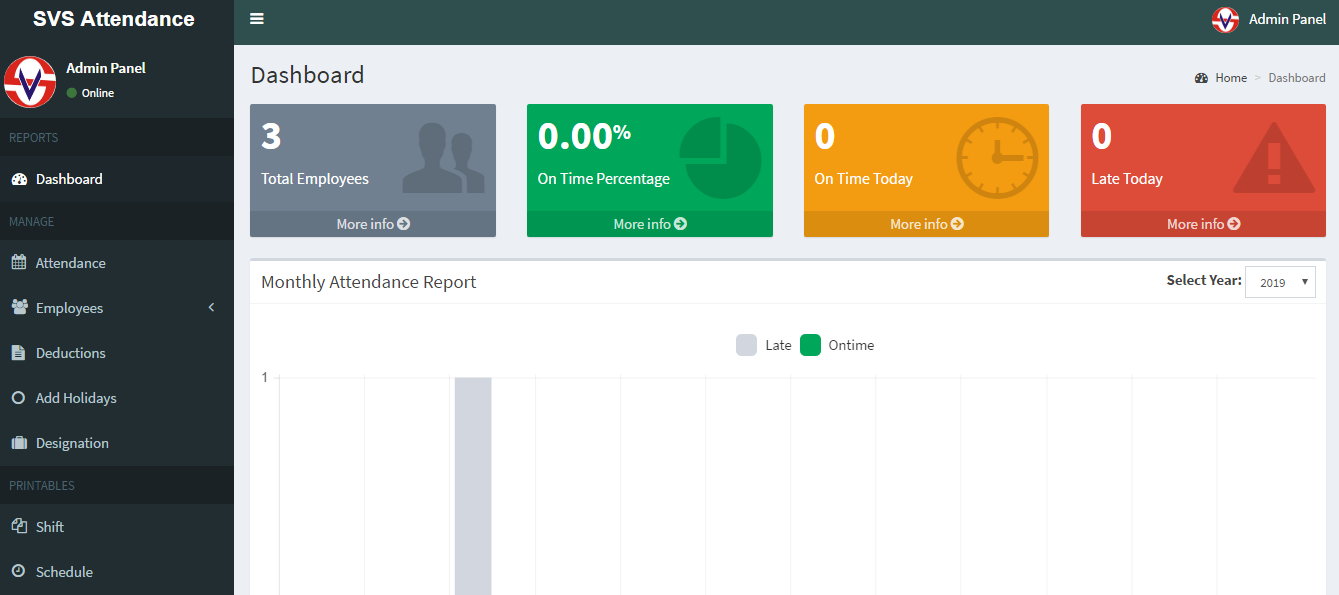 SVS Attendance
Admin Panel
Admin Panel
Online
REPORTS
Dashboard
MANAGE
Attendance
Employees
Deductions
Add Holidays
Designation
PRINTABLES
Shift
Schedule
Dashboard
Home > Dashboard
3
Total Employees
More info
0.00%
On Time Percentage
More info
0
On Time Today
More info
0
Late Today
More info
Monthly Attendance Report
Select Year: 2019
Late Ontime
1